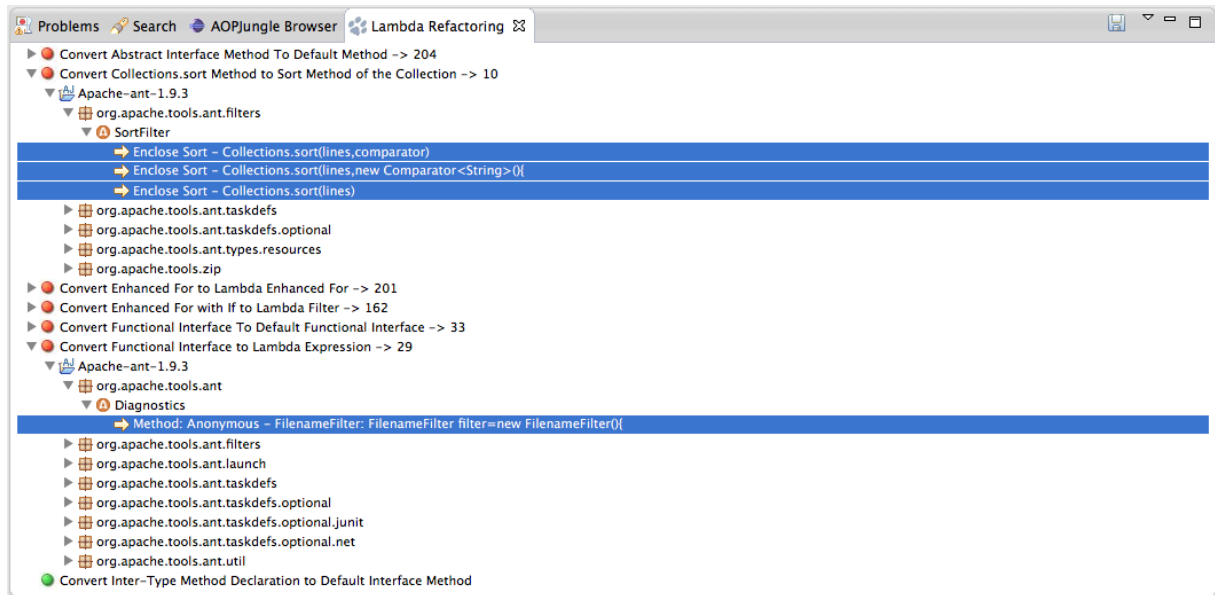 Problems Search AOPJungle Browser Lambda Refactoring
Convert Abstract Interface Method To Default Method -> 204
Convert Collections.sort Method to Sort Method of the Collection -> 10
Apache-ant-1.9.3
org.apache.tools.ant.filters
SortFilter
Enclose Sort - Collections.sort(lines,comparator)
Enclose Sort - Collections.sort(lines,new Comparator<String>(){
Enclose Sort - Collections.sort(lines)
org.apache.tools.ant.taskdefs
org.apache.tools.ant.taskdefs.optional
org.apache.tools.ant.types.resources
org.apache.tools.zip
Convert Enhanced For to Lambda Enhanced For -> 201
Convert Enhanced For with If to Lambda Filter -> 162
Convert Functional Interface To Default Functional Interface -> 33
Convert Functional Interface to Lambda Expression -> 29
Apache-ant-1.9.3
org.apache.tools.ant
Diagnostics
Method: Anonymous - FilenameFilter: FilenameFilter filter=new FilenameFilter(){
org.apache.tools.ant.filters
org.apache.tools.ant.launch
org.apache.tools.ant.taskdefs
org.apache.tools.ant.taskdefs.optional
org.apache.tools.ant.taskdefs.optional.junit
org.apache.tools.ant.taskdefs.optional.net
org.apache.tools.ant.util
Convert Inter-Type Method Declaration to Default Interface Method